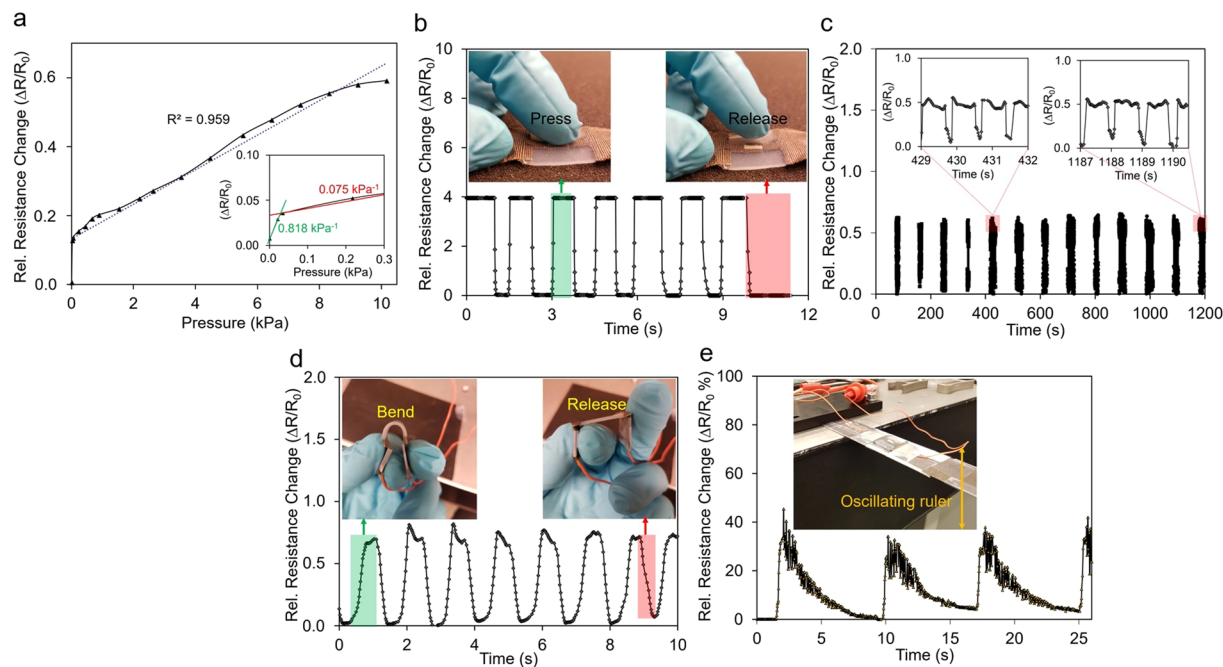 a
Rel. Resistance Change (ΔR/R₀)
0.6
0.4
0.2
0.0
0
2
4
6
8
10
Pressure (kPa)
R² = 0.959
(ΔR/R₀)
0.10
0.05
0.00
0.0
0.1
0.2
0.3
Pressure (kPa)
0.075 kPa⁻¹
0.818 kPa⁻¹
b
Rel. Resistance Change (ΔR/R₀)
10
8
6
4
2
0
0
3
6
9
12
Time (s)
Press
Release
c
Rel. Resistance Change (ΔR/R₀)
2.0
1.5
1.0
0.5
0.0
0
200
400
600
800
1000
1200
Time (s)
(ΔR/R₀)
1.0
0.5
0.0
429
430
431
432
Time (s)
(ΔR/R₀)
1.0
0.5
0.0
1187
1188
1189
1190
Time (s)
d
Rel. Resistance Change (ΔR/R₀)
2.0
1.5
1.0
0.5
0.0
0
2
4
6
8
10
Time (s)
Bend
Release
e
Rel. Resistance Change (ΔR/R₀ %)
100
80
60
40
20
0
0
5
10
15
20
25
Time (s)
Oscillating ruler